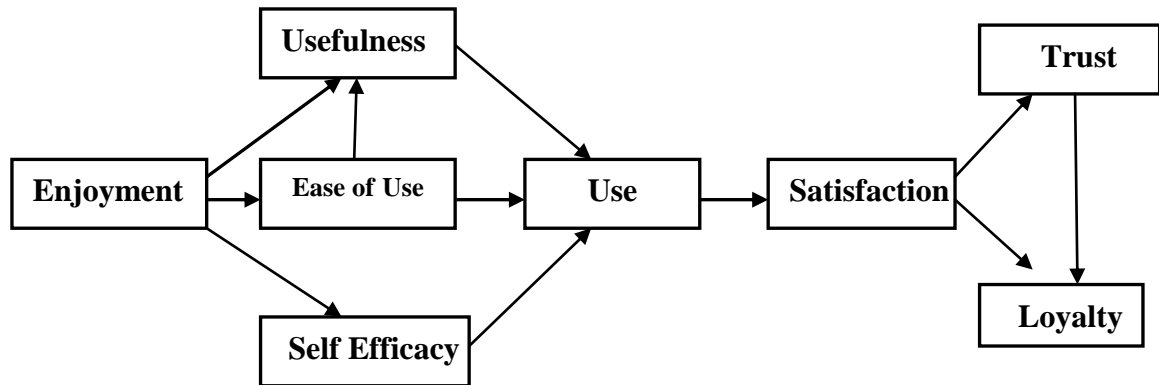 Usefulness
Trust
Enjoyment
Ease of Use
Use
Satisfaction
Self Efficacy
Loyalty